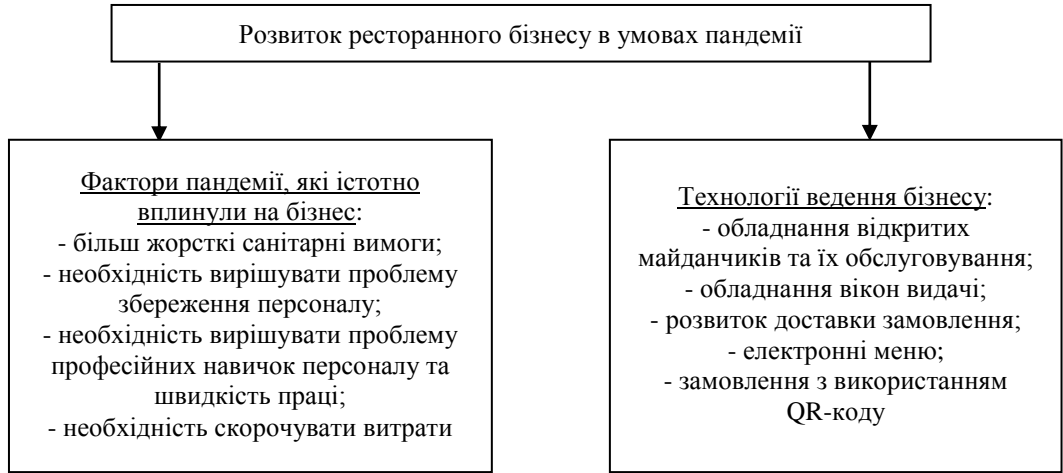 Розвиток ресторанного бізнесу в умовах пандемії
Фактори пандемії, які істотно
вплинули на бізнес:
- більш жорсткі санітарні вимоги;
- необхідність вирішувати проблему
збереження персоналу;
- необхідність вирішувати проблему
професійних навичок персоналу та
швидкість праці;
- необхідність скорочувати витрати
Технології ведення бізнесу:
- обладнання відкритих
майданчиків та їх обслуговування;
- обладнання вікон видачі;
- розвиток доставки замовлення;
- електронні меню;
- замовлення з використанням
QR-коду